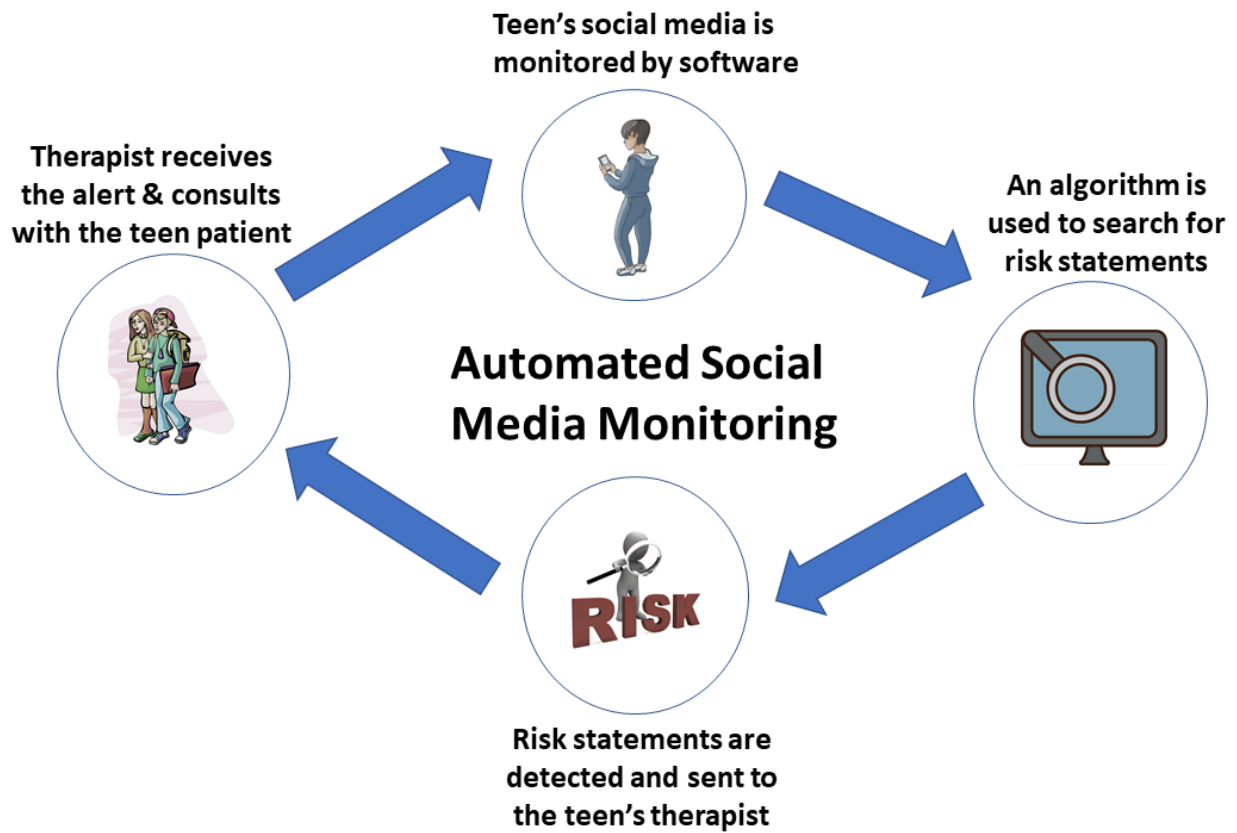 Teen’s social media is
monitored by software
An algorithm is
used to search for
risk statements
RISK
Risk statements are
detected and sent to
the teen’s therapist
Therapist receives
the alert & consults
with the teen patient
Automated Social
Media Monitoring